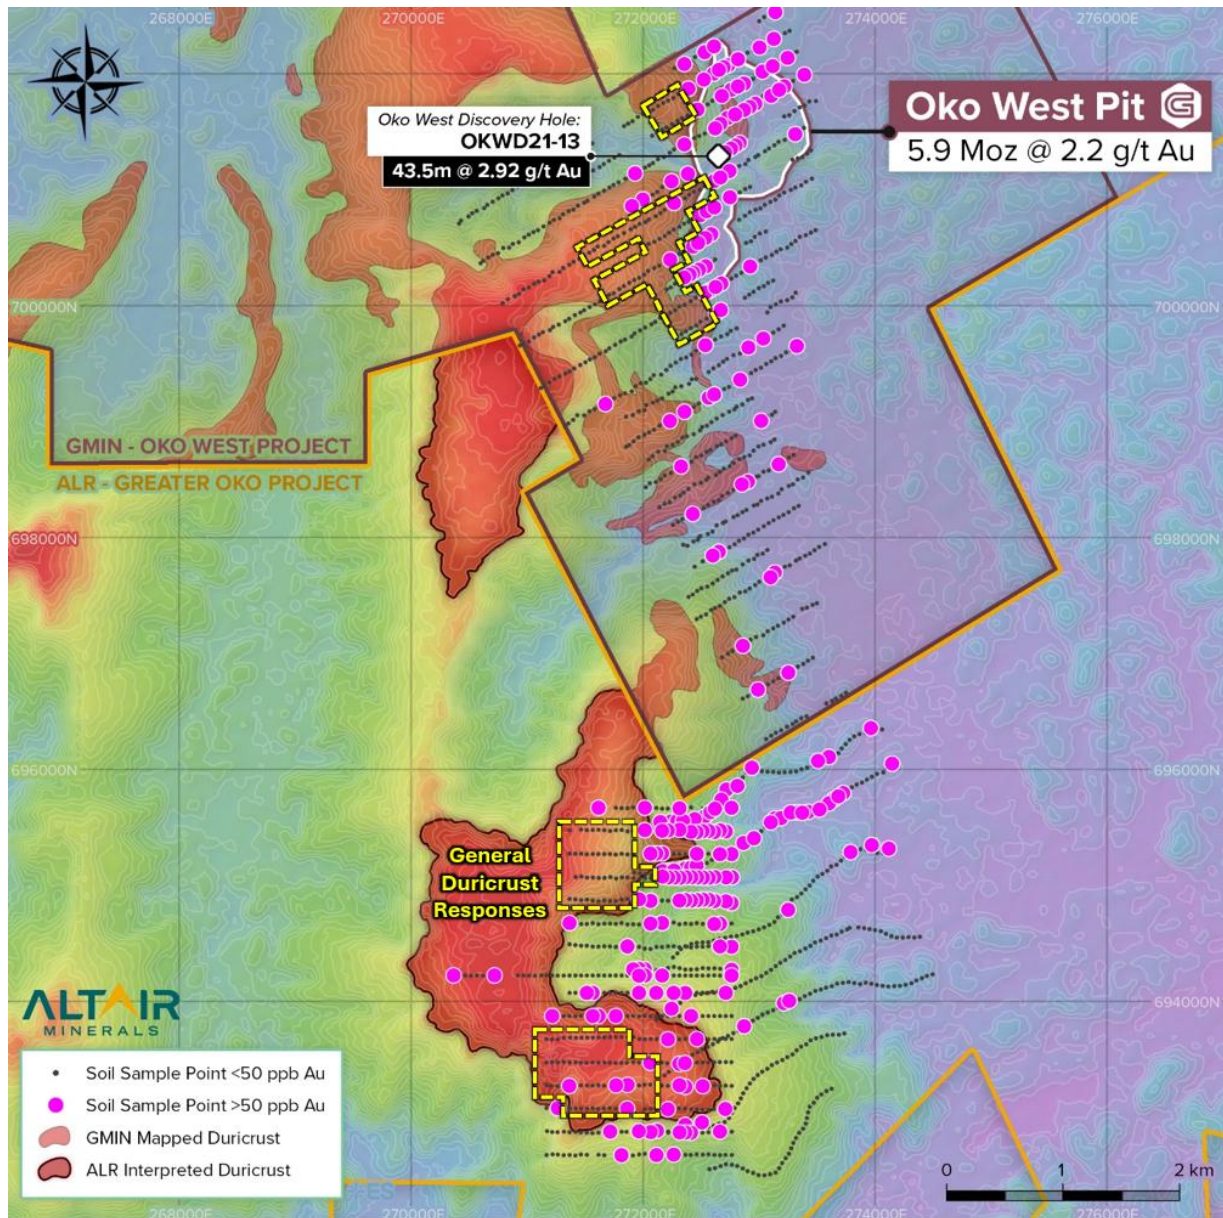 268000E
270000E
272000E
274000E
276000E
Oko West Pit
5.9 Moz @ 2.2 g/t Au
Oko West Discovery Hole:
OKWD21-13
43.5m @ 2.92 g/t Au
700000N
700000N
GMIN - OKO WEST PROJECT
ALR - GREATER OKO PROJECT
698000N
698000N
696000N
696000N
General
Duricrust
Responses
694000N
ALTAIR
MINERALS
Soil Sample Point <50 ppb Au
Soil Sample Point >50 ppb Au
GMIN Mapped Duricrust
ALR Interpreted Duricrust
0
1
2 km
268000E
270000E
272000E
274000E
276000E